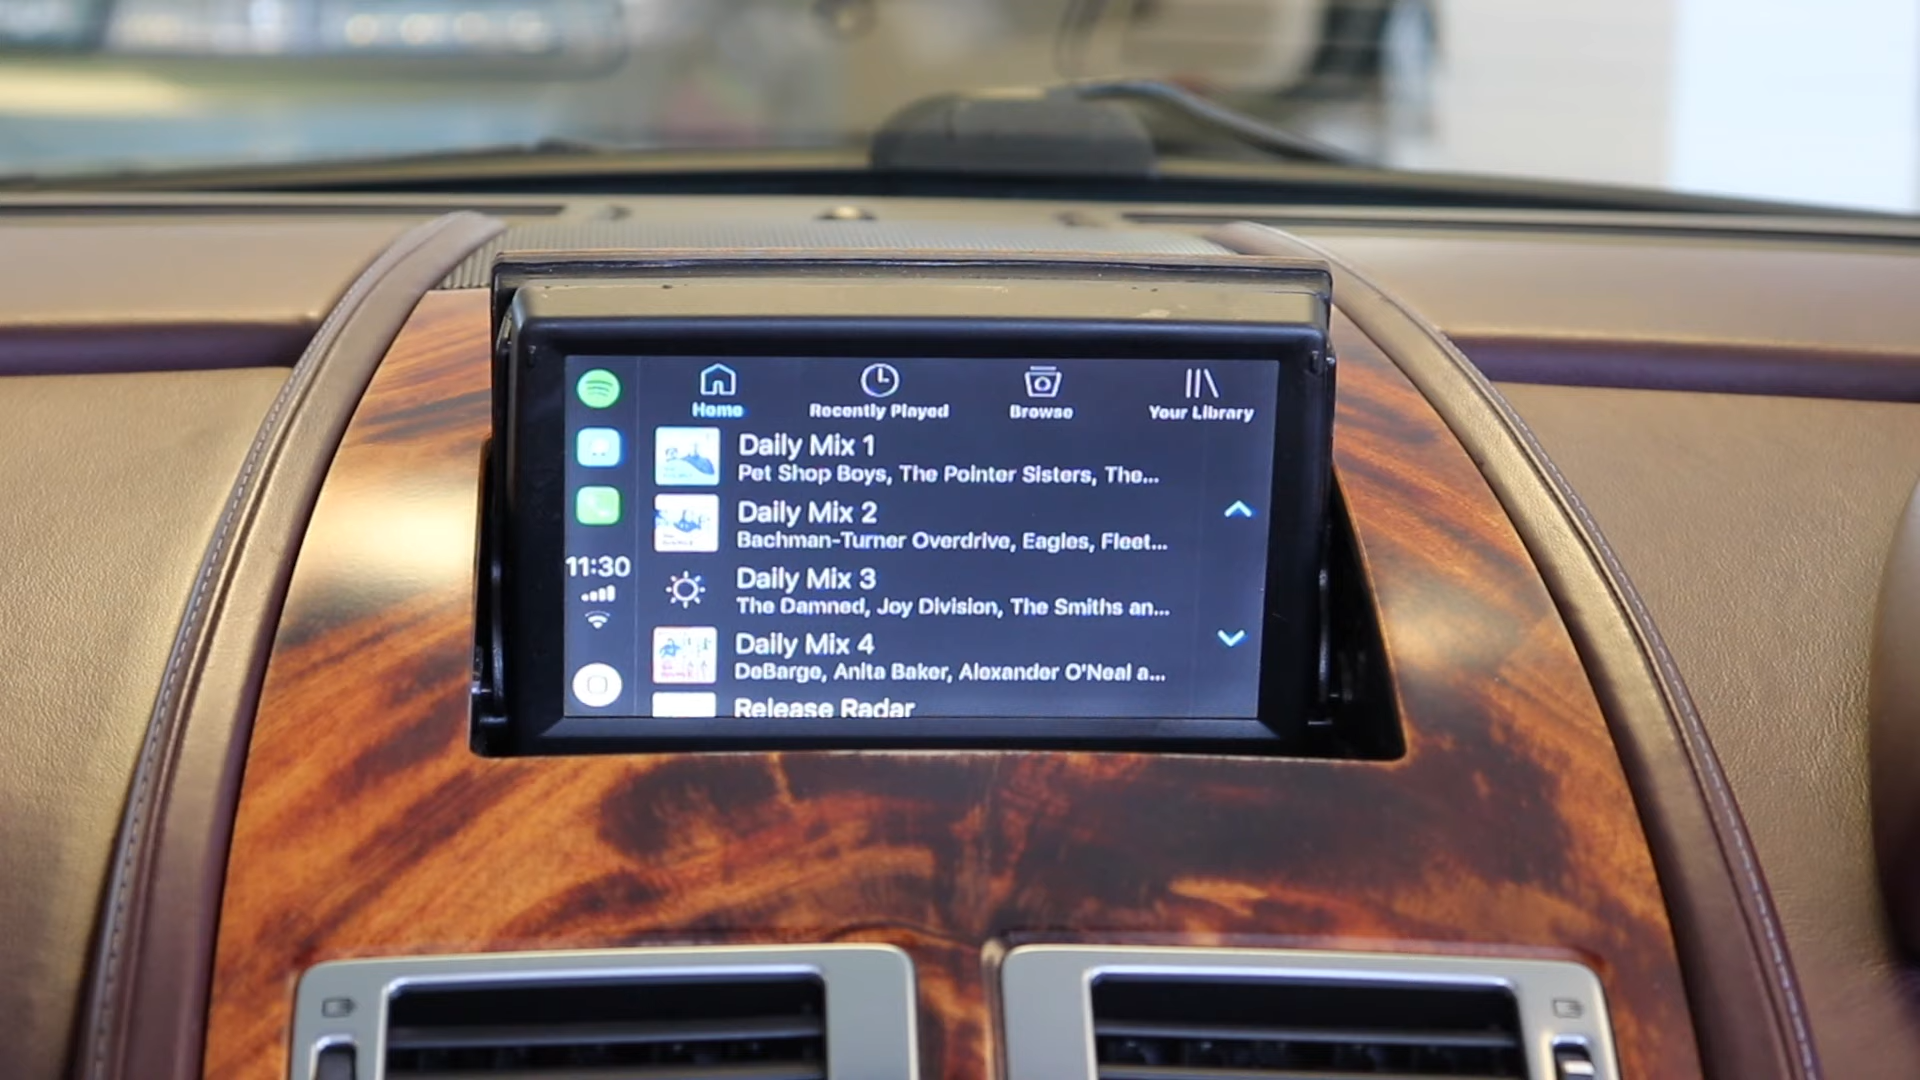 Home
Recently Played
Browse
Your Library
Daily Mix 1
Pet Shop Boys, The Pointer Sisters, The...
Daily Mix 2
Bachman-Turner Overdrive, Eagles, Fleet...
Daily Mix 3
The Damned, Joy Division, The Smiths an...
Daily Mix 4
DeBarge, Anita Baker, Alexander O'Neal a...
Release Radar
11:30